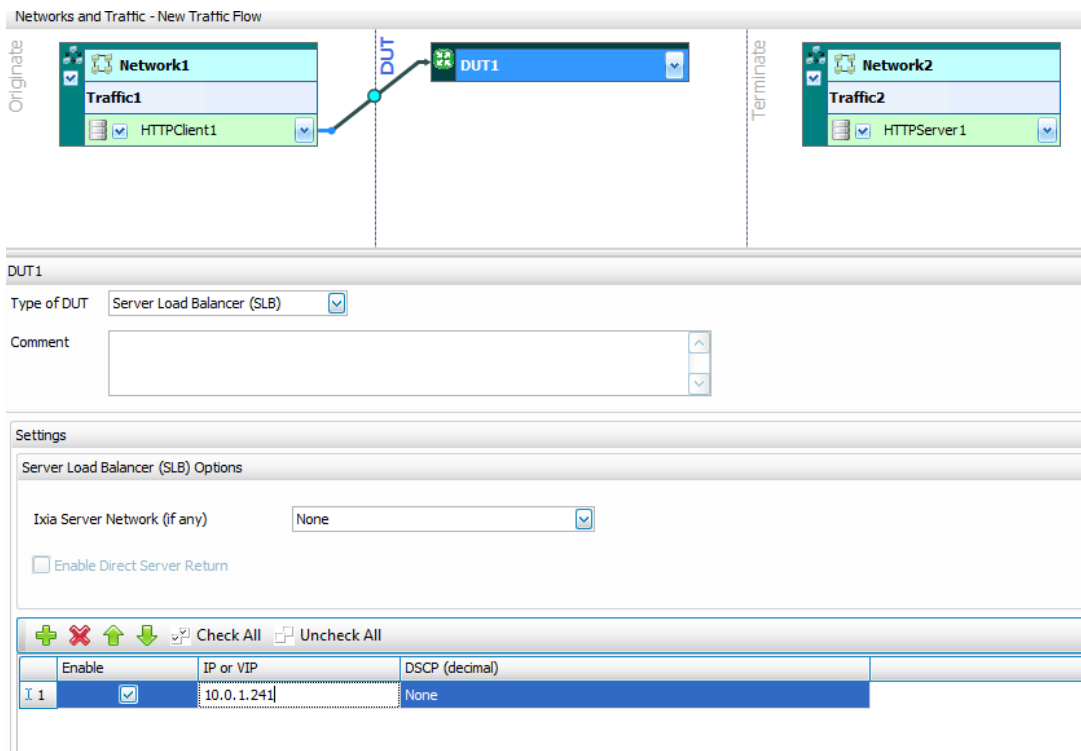 Networks and Traffic - New Traffic Flow
Originate
Network1
Traffic1
HTTPClient1
DUT
DUT1
Terminate
Network2
Traffic2
HTTPServer1
DUT1
Type of DUT Server Load Balancer (SLB)
Comment
Settings
Server Load Balancer (SLB) Options
Ixia Server Network (if any) None
Enable Direct Server Return
Check All Uncheck All
Enable IP or VIP DSCP (decimal)
1 10.0.1.241 None